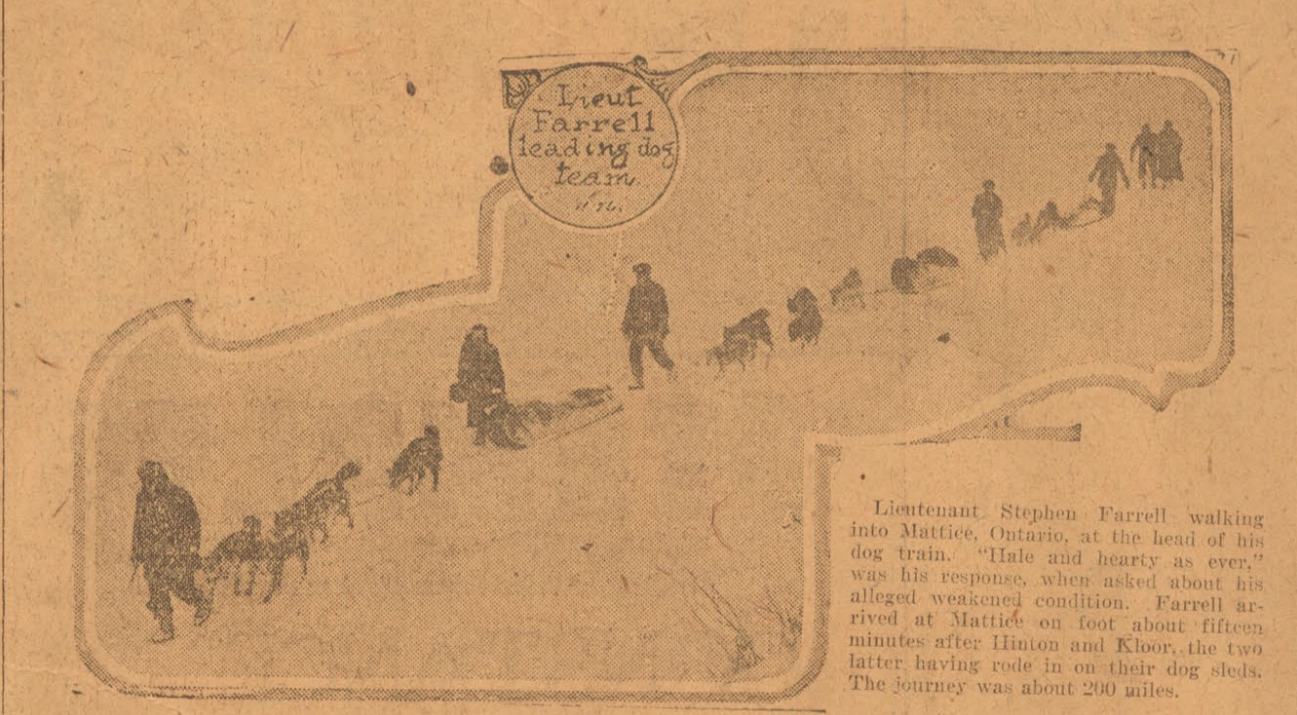 Lieut
Farrell
leading dog
team
Lieutenant Stephen Farrell walking
into Mattice, Ontario, at the head of his
dog train. "Hale and hearty as ever,"
was his response, when asked about his
alleged weakened condition. Farrell ar-
rived at Mattice on foot about fifteen
minutes after Hinton and Kloor, the two
latter having rode in on their dog sleds.
The journey was about 200 miles.